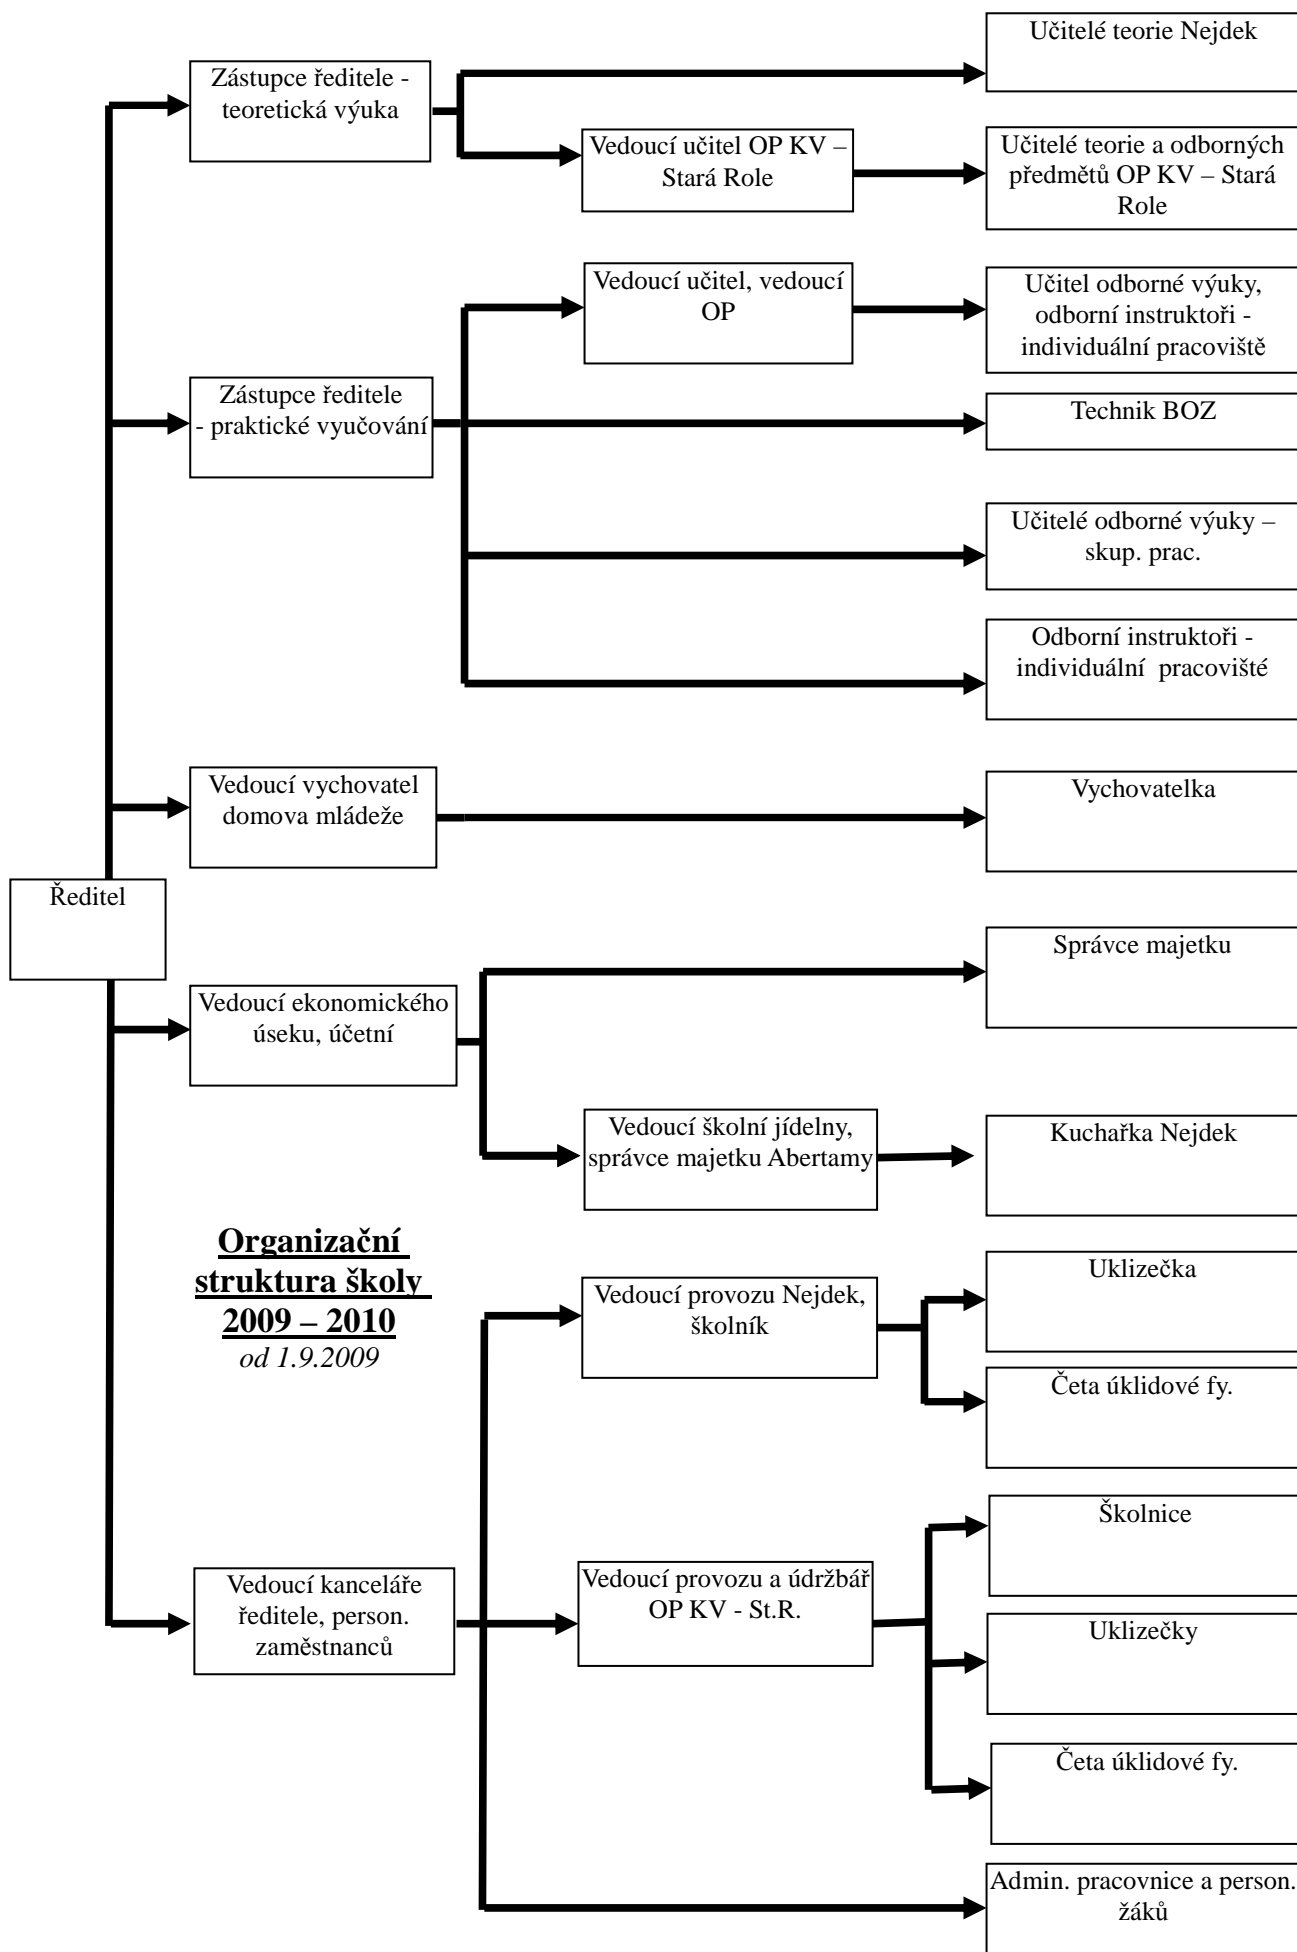 Učitelé teorie Nejdek
Zástupce ředitele -
teoretická výuka
Vedoucí učitel OP KV –
Stará Role
Učitelé teorie a odborných
předmětů OP KV – Stará
Role
Vedoucí učitel, vedoucí
OP
Učitel odborné výuky,
odborní instruktoři -
individuální pracoviště
Zástupce ředitele
- praktické vyučování
Technik BOZ
Učitelé odborné výuky –
skup. prac.
Odborní instruktoři -
individuální  pracovišté
Vedoucí vychovatel
domova mládeže
Vychovatelka
Ředitel
Správce majetku
Vedoucí ekonomického
úseku, účetní
Vedoucí školní jídelny,
správce majetku Abertamy
Kuchařka Nejdek
Organizační
struktura školy
2009 – 2010
od 1.9.2009
Vedoucí provozu Nejdek,
školník
Uklizečka
Četa úklidové fy.
Školnice
Vedoucí kanceláře
ředitele, person.
zaměstnanců
Vedoucí provozu a údržbář
OP KV - St.R.
Uklizečky
Četa úklidové fy.
Admin. pracovnice a person.
žáků